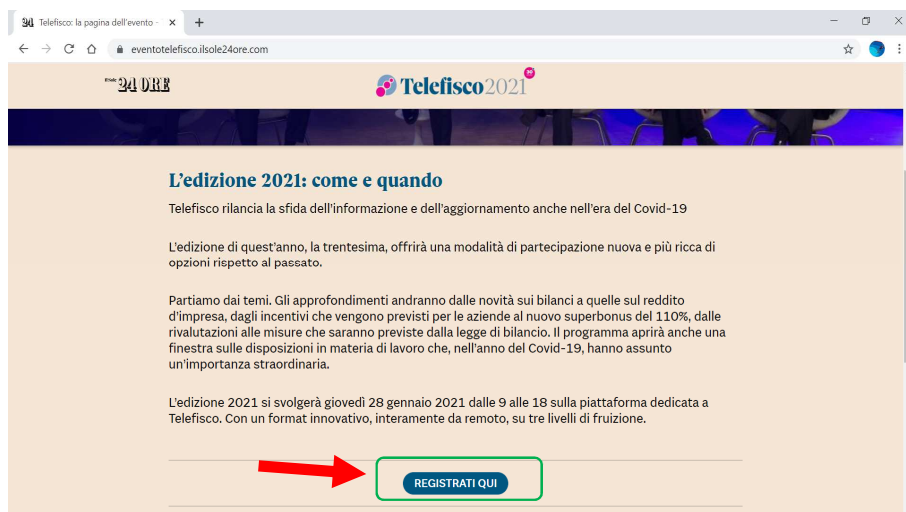 24 Telefisco: la pagina dell'evento -
eventotelefisco.ilsole24ore.com
24 ORE
Telefisco2021
L'edizione 2021: come e quando
Telefisco rilancia la sfida dell'informazione e dell'aggiornamento anche nell'era del Covid-19
L'edizione di quest'anno, la trentesima, offrirà una modalità di partecipazione nuova e più ricca di
opzioni rispetto al passato.
Partiamo dai temi. Gli approfondimenti andranno dalle novità sui bilanci a quelle sul reddito
d'impresa, dagli incentivi che vengono previsti per le aziende al nuovo superbonus del 110%, dalle
rivalutazioni alle misure che saranno previste dalla legge di bilancio. Il programma aprirà anche una
finestra sulle disposizioni in materia di lavoro che, nell'anno del Covid-19, hanno assunto
un'importanza straordinaria.
L'edizione 2021 si svolgerà giovedì 28 gennaio 2021 dalle 9 alle 18 sulla piattaforma dedicata a
Telefisco. Con un format innovativo, interamente da remoto, su tre livelli di fruizione.
REGISTRATI QUI